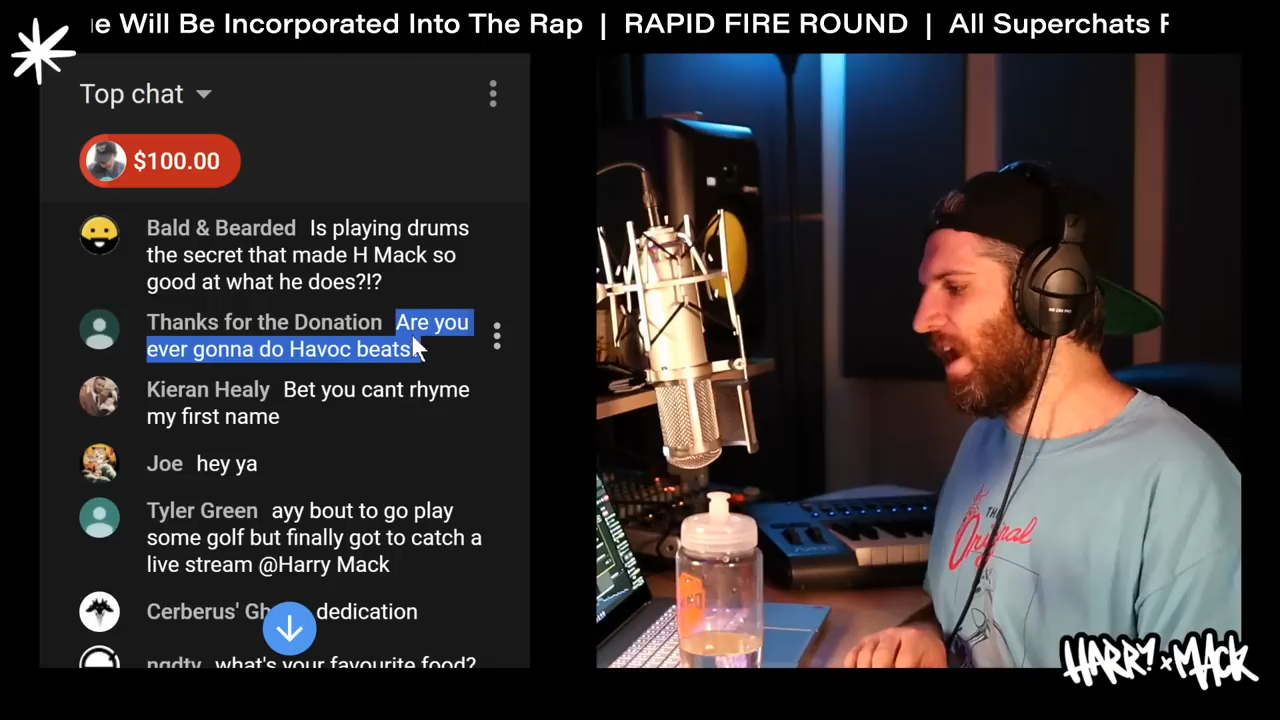 ue Will Be Incorporated Into The Rap | RAPID FIRE ROUND | All Superchats
Top chat
$100.00
Bald & Bearded Is playing drums
the secret that made H Mack so
good at what he does?!?
Thanks for the Donation Are you
ever gonna do Havoc beats
Kieran Healy Bet you cant rhyme
my first name
Joe hey ya
Tyler Green ayy bout to go play
some golf but finally got to catch a
live stream @Harry Mack
Cerberus' Gh dedication
ngdty what's your favourite food?
Original
HARRY x MACK